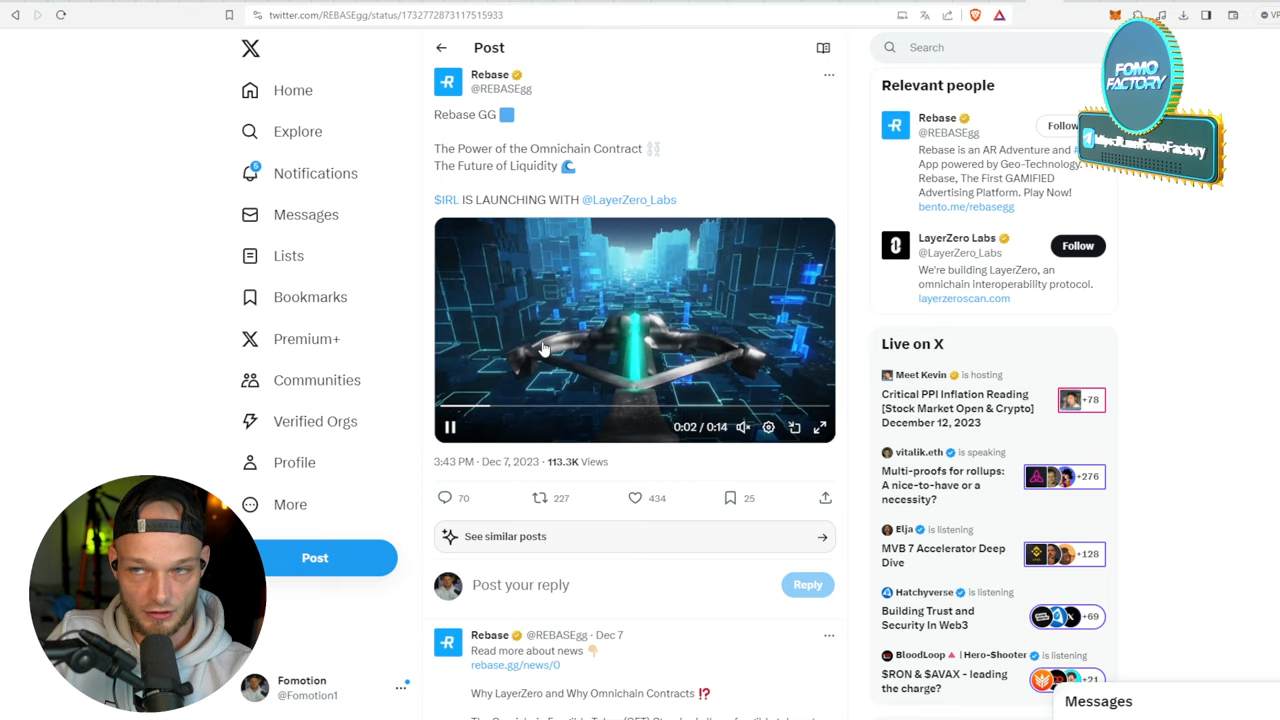 twitter.com/REBASEgg/status/1732772873117515933
VP
Home
Explore
5
Notifications
Messages
Lists
Bookmarks
Premium+
Communities
Verified Orgs
Profile
More
Post
Fomotion
@Fomotion1
Post
Rebase
@REBASEgg
Rebase GG
The Power of the Omnichain Contract
The Future of Liquidity
$IRL IS LAUNCHING WITH @LayerZero_Labs
0:02 / 0:14
3:43 PM · Dec 7, 2023 · 113.3K Views
70
227
434
25
See similar posts
Post your reply
Reply
Rebase @REBASEgg · Dec 7
Read more about news
rebase.gg/news/0
Why LayerZero and Why Omnichain Contracts ⁉
Search
FOMO
FACTORY
Relevant people
Rebase
@REBASEgg
Follow
Rebase is an AR Adventure and #
App powered by Geo-Technology.
Rebase, The First GAMIFIED
Advertising Platform. Play Now!
bento.me/rebasegg
LayerZero Labs
@LayerZero_Labs
Follow
We're building LayerZero, an
omnichain interoperability protocol.
layerzeroscan.com
Live on X
Meet Kevin is hosting
Critical PPI Inflation Reading
[Stock Market Open & Crypto]
December 12, 2023
+78
vitalik.eth is speaking
Multi-proofs for rollups:
A nice-to-have or a
necessity?
+276
Elja is listening
MVB 7 Accelerator Deep
Dive
+128
Hatchyverse is listening
Building Trust and
Security In Web3
+69
BloodLoop 🔺 | Hero-Shooter is listening
$RON & $AVAX - leading
the charge?
+21
Messages